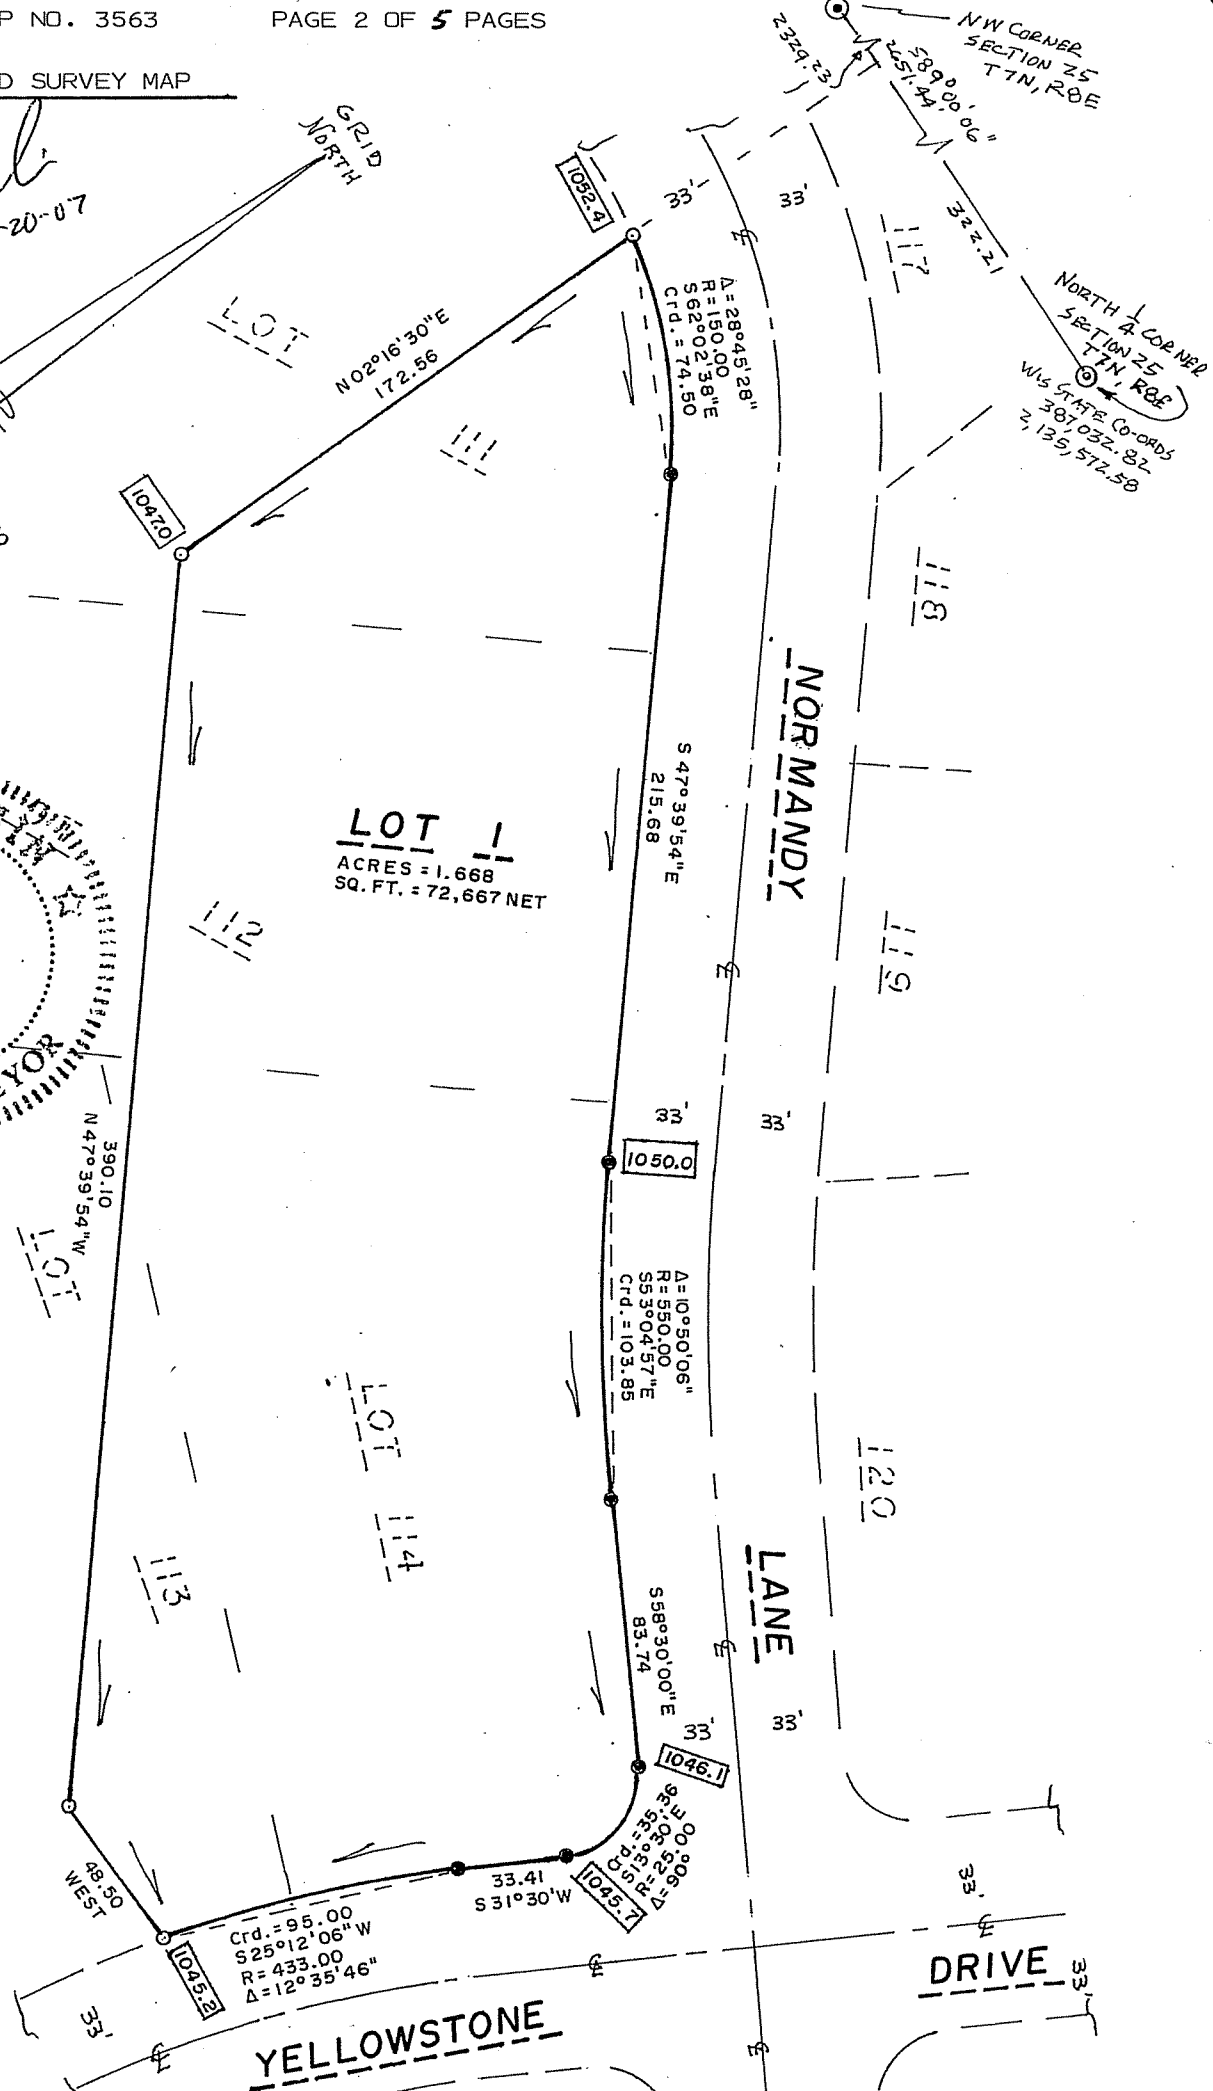 P NO. 3563
PAGE 2 OF 5 PAGES
D SURVEY MAP
-20-07
GRID
NORTH
NW CORNER
SECTION 25
T7N, R8E
2329.23
S89°00'06"
2651.44'
322.21
NORTH 1/4 CORNER
SECTION 25
T7N, R8E
WIS STATE CO-ORDS
387,032.82
2,135,572.58
1052.4
33'
33'
117
LOT
N02°16'30"E
172.56
Δ=28°45'28"
R=150.00
S62°02'38"E
Crd.=74.50
111
1047.0
118
NORMANDY
S47°39'54"E
215.68
LOT 1
ACRES = 1.668
SQ. FT. = 72,667 NET
112
119
EYOR
33'
33'
1050.0
390.10
N47°39'54"W
LOT
Δ=10°50'06"
R=550.00
S53°04'57"E
Crd.=103.85
LOT 114
120
113
LANE
S58°30'00"E
83.74
33'
33'
1046.1
Crd.=35.36
S13°30'E
R=25.00
Δ=90°
1045.7
48.50
WEST
33.41
S31°30'W
Crd.=95.00
S25°12'06"W
R=433.00
Δ=12°35'46"
1045.2
33'
33'
DRIVE
33'
YELLOWSTONE